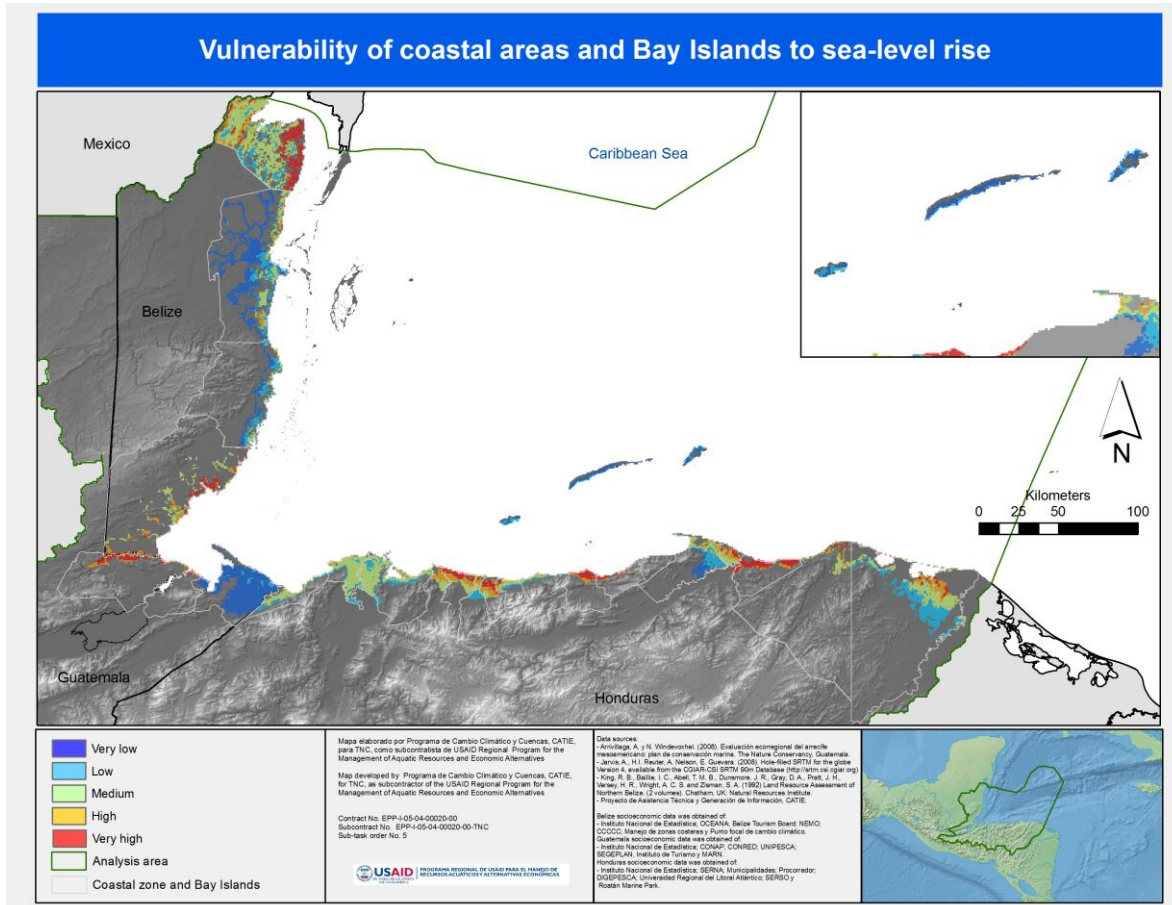 Vulnerability of coastal areas and Bay Islands to sea-level rise
Mexico
Caribbean Sea
Belize
N
Kilometers
0 25 50 100
Guatemala
Honduras
Very low
Low
Medium
High
Very high
Analysis area
Coastal zone and Bay Islands
Mapa elaborado por Programa de Cambio Climático y Cuencas, CATIE,
para TNC, como subcontratista de USAID Regional Program for the
Management of Aquatic Resources and Economic Alternatives
Map developed by Programa de Cambio Climático y Cuencas, CATIE,
for TNC, as subcontractor of the USAID Regional Program for the
Management of Aquatic Resources and Economic Alternatives
Contract No. EPP-I-05-04-00020-00
Subcontract No. EPP-I-05-04-00020-00-TNC
Sub-task order No. 5
USAID
PROGRAMA REGIONAL DE USAID PARA EL MANEJO DE
RECURSOS ACUÁTICOS Y ALTERNATIVAS ECONÓMICAS
Data sources:
- Arrivillaga, A. y N. Windevoxhel. (2008). Evaluación ecorregional del arrecife
mesoamericano: plan de conservación marina. The Nature Conservancy, Guatemala.
- Jarvis, A., H.I. Reuter, A. Nelson, E. Guevara. (2008). Hole-filled SRTM for the globe
Version 4, available from the CGIAR-CSI SRTM 90m Database (http://srtm.csi.cgiar.org)
- King, R. B., Baillie, I. C., Abell, T. M. B., Dunsmore, J. R., Gray, D. A., Pratt, J. H.,
Versey, H. R., Wright, A. C. S. and Zisman, S. A. (1992) Land Resource Assessment of
Northern Belize. (2 volumes). Chatham, UK: Natural Resources Institute.
- Proyecto de Asistencia Técnica y Generación de Información, CATIE.
Belize socioeconomic data was obtained of:
- Instituto Nacional de Estadística; OCEANA; Belize Tourism Board; NEMO;
CCCCC; Manejo de zonas costeras y Punto focal de cambio climático.
Guatemala socioeconomic data was obtained of:
- Instituto Nacional de Estadística; CONAP; CONRED; UNIPESCA;
SEGEPLAN, Instituto de Turismo y MARN.
Honduras socioeconomic data was obtained of:
- Instituto Nacional de Estadística; SERNA; Municipalidades; Procorredor;
DIGEPESCA; Universidad Regional del Litoral Atlántico; SERSO y
Roatán Marine Park.